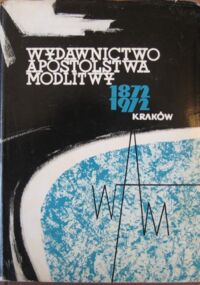 WYDAWNICTWO
APOSTOLSTWA
MODLITWY
1872
1972
KRAKÓW
WAM